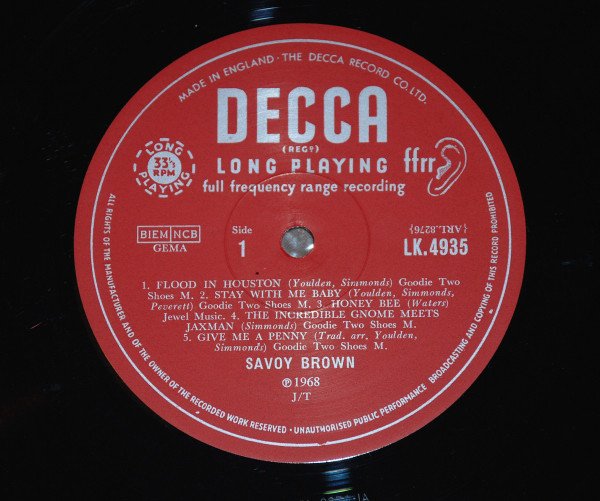 MADE IN ENGLAND · THE DECCA RECORD CO. LTD.
DECCA
(REGD)
LONG PLAYING
33⅓ RPM
LONG PLAYING ffrr
full frequency range recording
BIEM NCB
GEMA
Side
1
{ARL.8276}
LK.4935
1. FLOOD IN HOUSTON (Youlden, Simmonds) Goodie Two
Shoes M. 2. STAY WITH ME BABY (Youlden, Simmonds,
Peverett) Goodie Two Shoes M. 3. HONEY BEE (Waters)
Jewel Music. 4. THE INCREDIBLE GNOME MEETS
JAXMAN (Simmonds) Goodie Two Shoes M.
5. GIVE ME A PENNY (Trad. arr, Youlden,
Simmonds) Goodie Two Shoes M.
SAVOY BROWN
℗1968
J/T
ALL RIGHTS OF THE MANUFACTURER AND OF THE OWNER OF THE RECORDED WORK RESERVED · UNAUTHORISED PUBLIC PERFORMANCE BROADCASTING AND COPYING OF THIS RECORD PROHIBITED